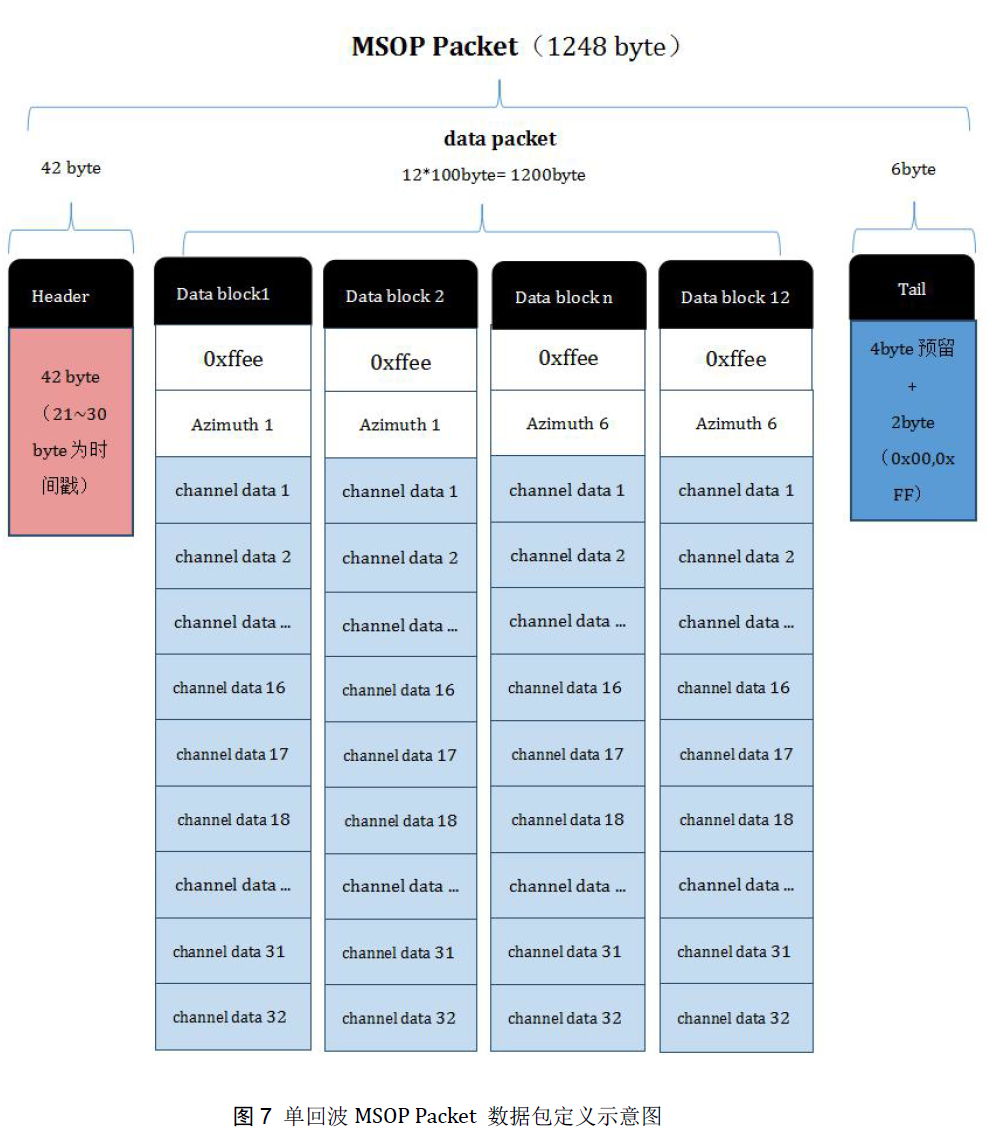 MSOP Packet（1248 byte）
data packet
42 byte
12*100byte= 1200byte
6byte
Header
42 byte
（21~30
byte 为时
间戳）
Data block1
0xffee
Azimuth 1
channel data 1
channel data 2
channel data ...
channel data 16
channel data 17
channel data 18
channel data ...
channel data 31
channel data 32
Data block 2
0xffee
Azimuth 1
channel data 1
channel data 2
channel data ...
channel data 16
channel data 17
channel data 18
channel data ...
channel data 31
channel data 32
Data block n
0xffee
Azimuth 6
channel data 1
channel data 2
channel data ...
channel data 16
channel data 17
channel data 18
channel data ...
channel data 31
channel data 32
Data block 12
0xffee
Azimuth 6
channel data 1
channel data 2
channel data ...
channel data 16
channel data 17
channel data 18
channel data ...
channel data 31
channel data 32
Tail
4byte 预留
+
2byte
（0x00,0x
FF）
图 7 单回波 MSOP Packet 数据包定义示意图